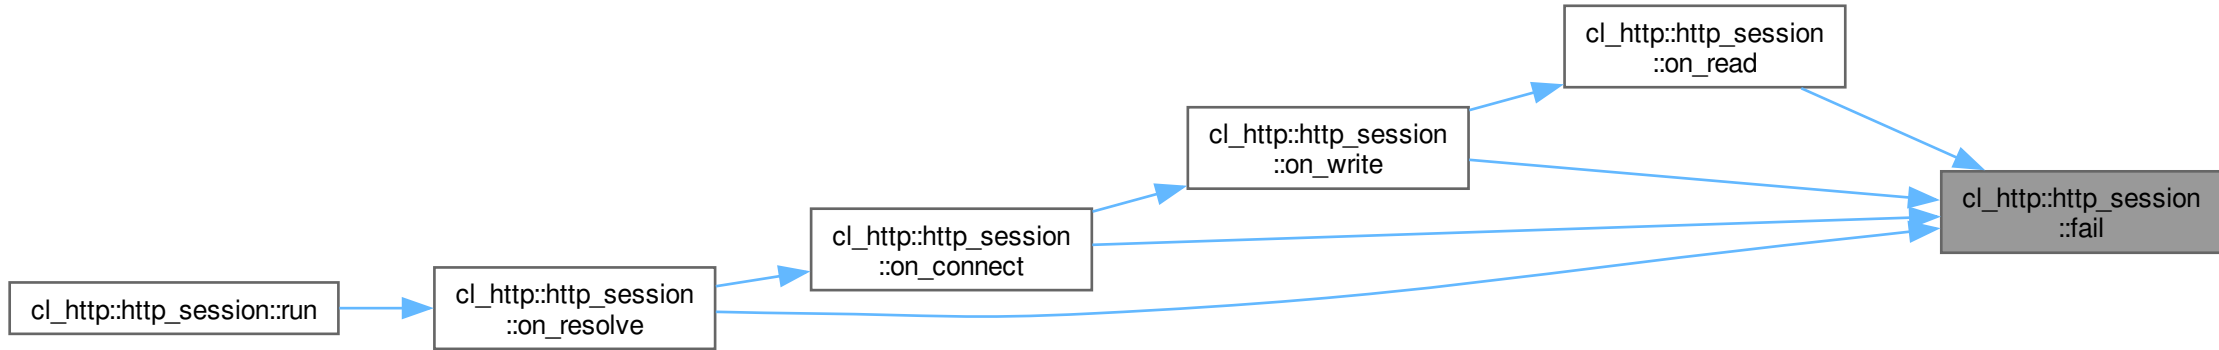 cl_http::http_session
::on_read
cl_http::http_session
::on_write
cl_http::http_session
::fail
cl_http::http_session
::on_connect
cl_http::http_session
::on_resolve
cl_http::http_session::run